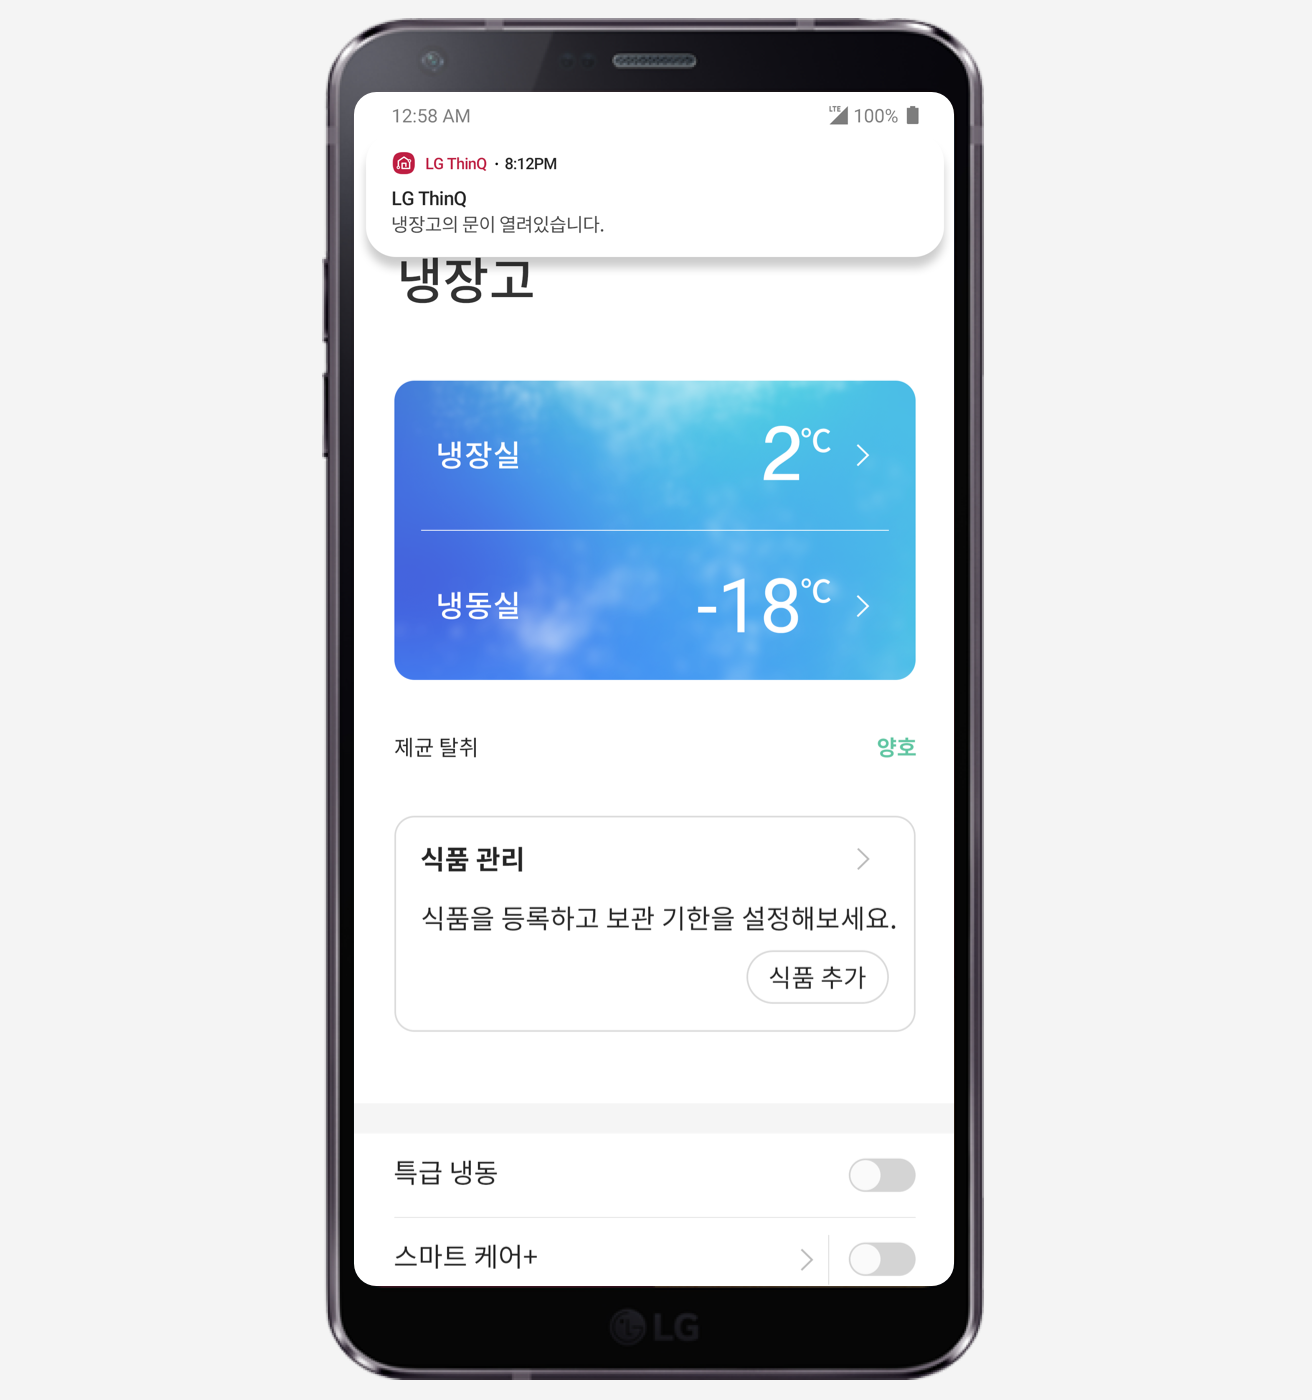 12:58 AM LTE 100%
LG ThinQ · 8:12PM
LG ThinQ
냉장고의 문이 열려있습니다.
냉장고
냉장실 2°C
냉동실 -18°C
제균 탈취 양호
식품 관리
식품을 등록하고 보관 기한을 설정해보세요.
식품 추가
특급 냉동
스마트 케어+
LG